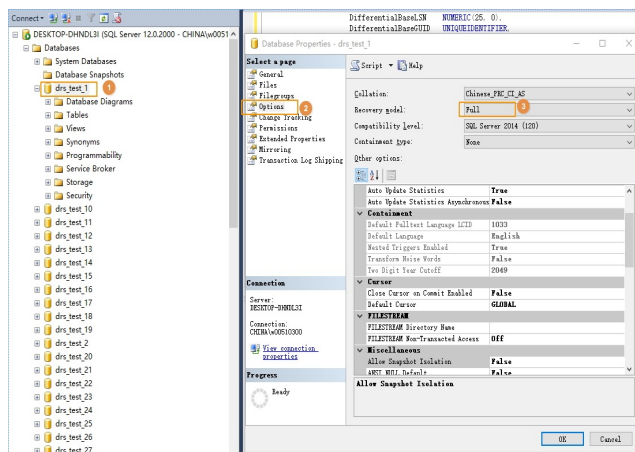 Connect
DESKTOP-DHNDL3I (SQL Server 12.0.2000 - CHINA\w0051
Databases
System Databases
Database Snapshots
drs_test_1
1
Database Diagrams
Tables
Views
Synonyms
Programmability
Service Broker
Storage
Security
drs_test_10
drs_test_11
drs_test_12
drs_test_13
drs_test_14
drs_test_15
drs_test_16
drs_test_17
drs_test_18
drs_test_19
drs_test_2
drs_test_20
drs_test_21
drs_test_22
drs_test_23
drs_test_24
drs_test_25
drs_test_26
drs_test_27
DifferentialBaseLSN NUMERIC(25, 0),
DifferentialBaseGUID UNIQUEIDENTIFIER,
Database Properties - drs_test_1
Select a page
General
Files
Filegroups
Options
2
Change Tracking
Permissions
Extended Properties
Mirroring
Transaction Log Shipping
Connection
Server:
DESKTOP-DHNDL3I
Connection:
CHINA\w00510300
View connection
properties
Progress
Ready
Script Help
Collation: Chinese_PRC_CI_AS
Recovery model: Full
3
Compatibility level: SQL Server 2014 (120)
Containment type: None
Other options:
Auto Update Statistics True
Auto Update Statistics Asynchronous False
Containment
Default Fulltext Language LCID 1033
Default Language English
Nested Triggers Enabled True
Transform Noise Words False
Two Digit Year Cutoff 2049
Cursor
Close Cursor on Commit Enabled False
Default Cursor GLOBAL
FILESTREAM
FILESTREAM Directory Name
FILESTREAM Non-Transacted Access Off
Miscellaneous
Allow Snapshot Isolation False
ANSI NULL Default False
Allow Snapshot Isolation
OK Cancel